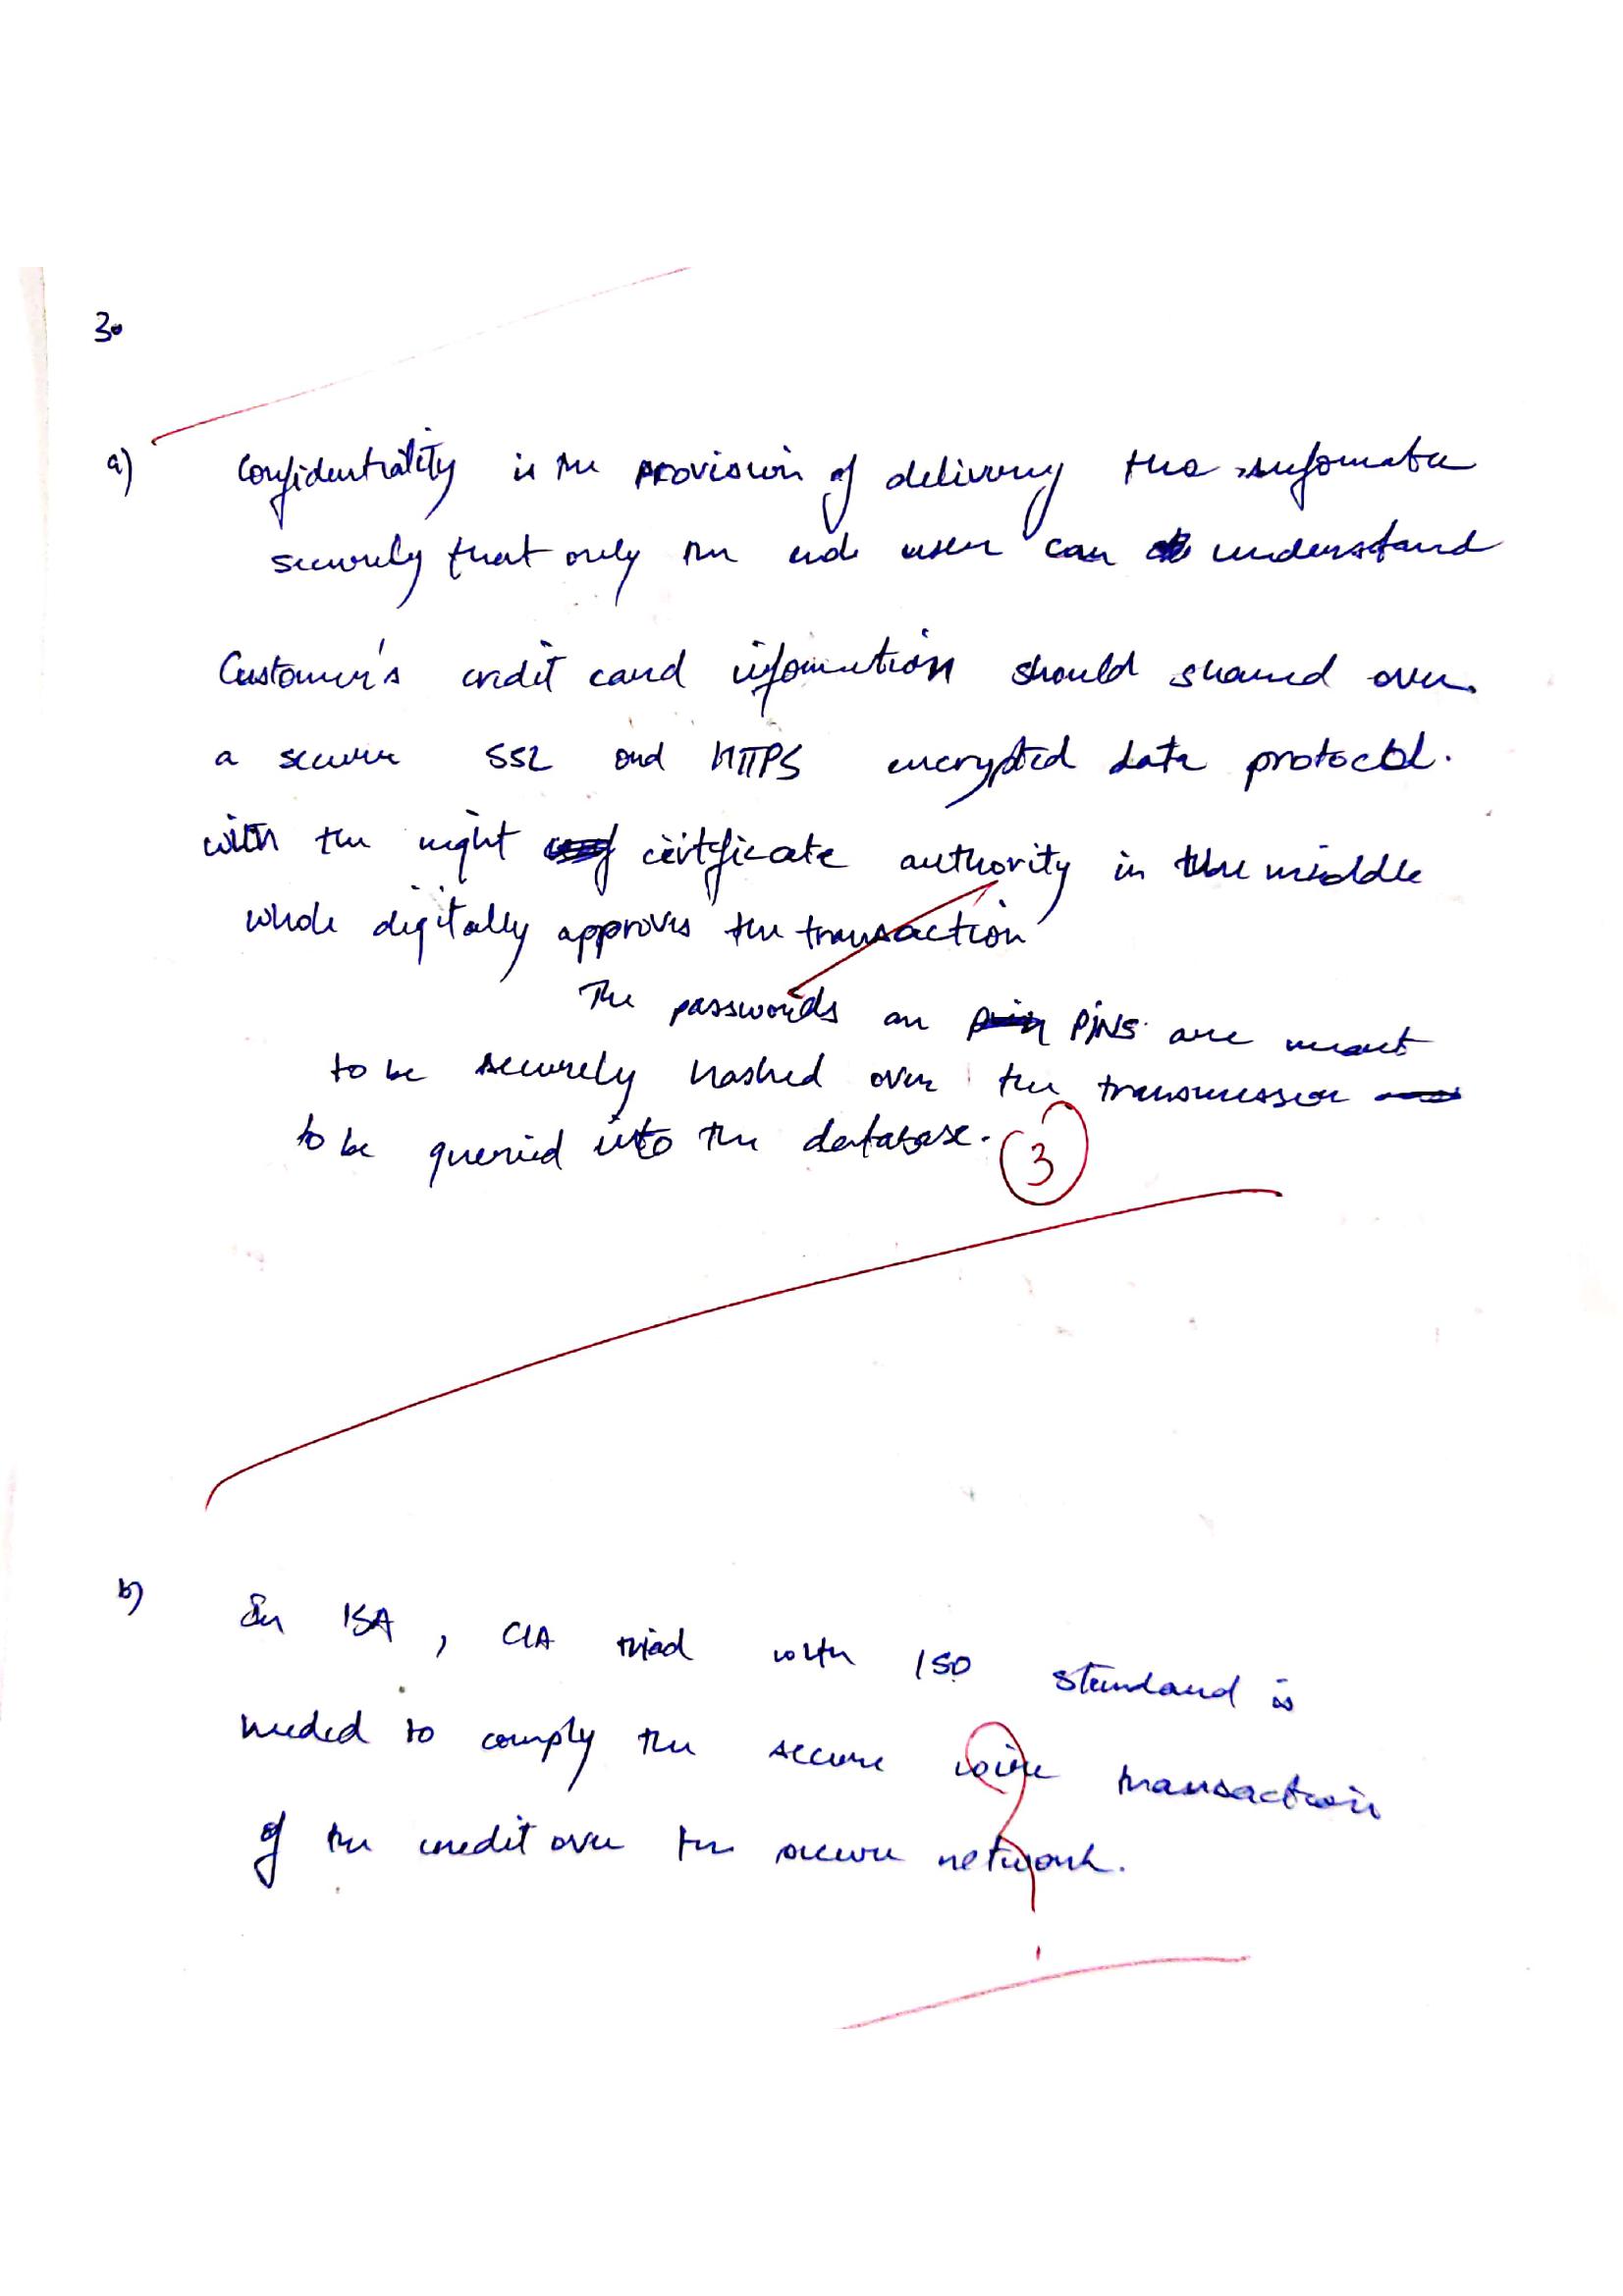 3.
a) Confidentiality is the provision of delivery the
securely that only the end user can understand
Customer's credit card information should shared over
a secure SSL and HTTPS encrypted data protocol.
with the right certificate authority in the middle
whole digitally approves the transaction
The passwords an PINS are meant
to be securely hashed over the transmission
to be queried into the database.
3
b) In ISA, CIA triad with ISO standard is
needed to comply the secure transaction
of the credit over the secure network.